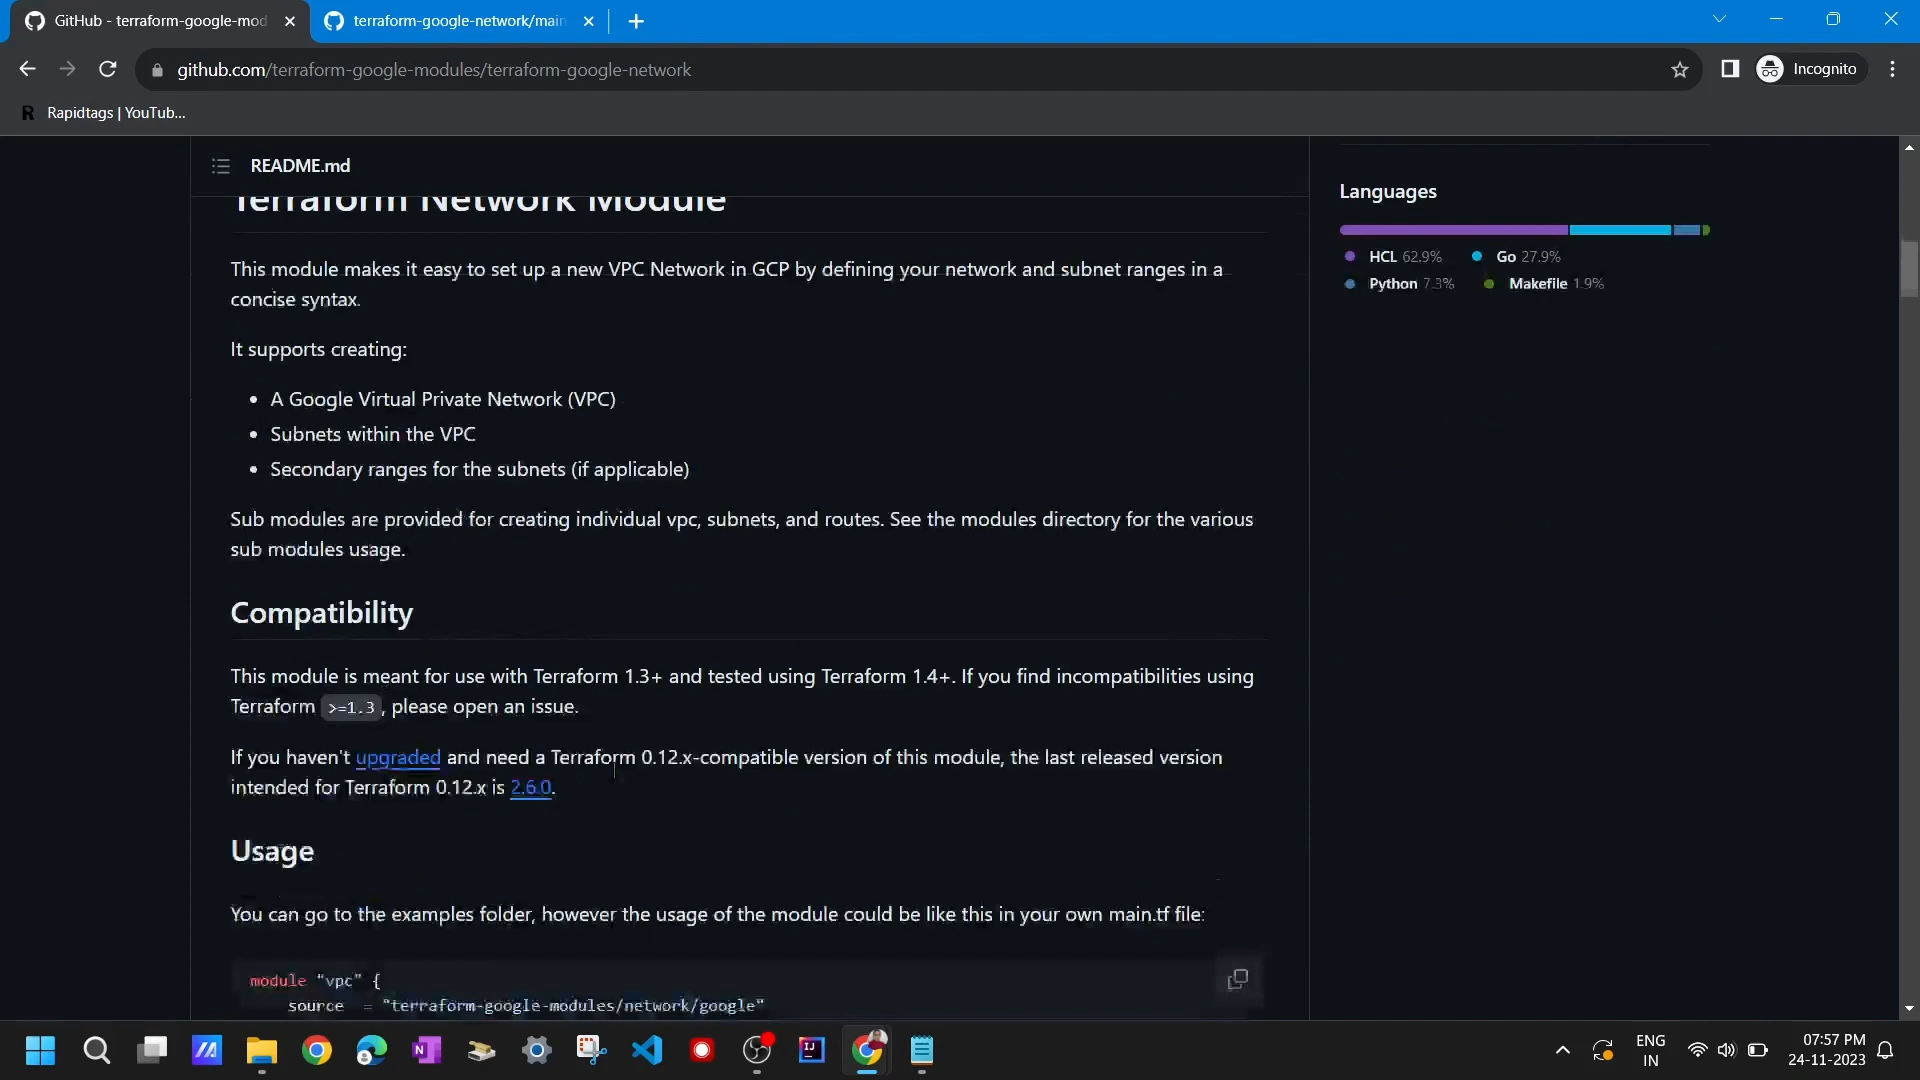 GitHub - terraform-google-mod
terraform-google-network/main
github.com/terraform-google-modules/terraform-google-network
Incognito
R Rapidtags | YouTub...
README.md
Terraform Network Module
This module makes it easy to set up a new VPC Network in GCP by defining your network and subnet ranges in a
concise syntax.
It supports creating:
• A Google Virtual Private Network (VPC)
• Subnets within the VPC
• Secondary ranges for the subnets (if applicable)
Sub modules are provided for creating individual vpc, subnets, and routes. See the modules directory for the various
sub modules usage.
Compatibility
This module is meant for use with Terraform 1.3+ and tested using Terraform 1.4+. If you find incompatibilities using
Terraform >=1.3, please open an issue.
If you haven't upgraded and need a Terraform 0.12.x-compatible version of this module, the last released version
intended for Terraform 0.12.x is 2.6.0.
Usage
You can go to the examples folder, however the usage of the module could be like this in your own main.tf file:
module "vpc" {
source = "terraform-google-modules/network/google"
Languages
HCL 62.9% Go 27.9%
Python 7.3% Makefile 1.9%
ENG
IN
07:57 PM
24-11-2023